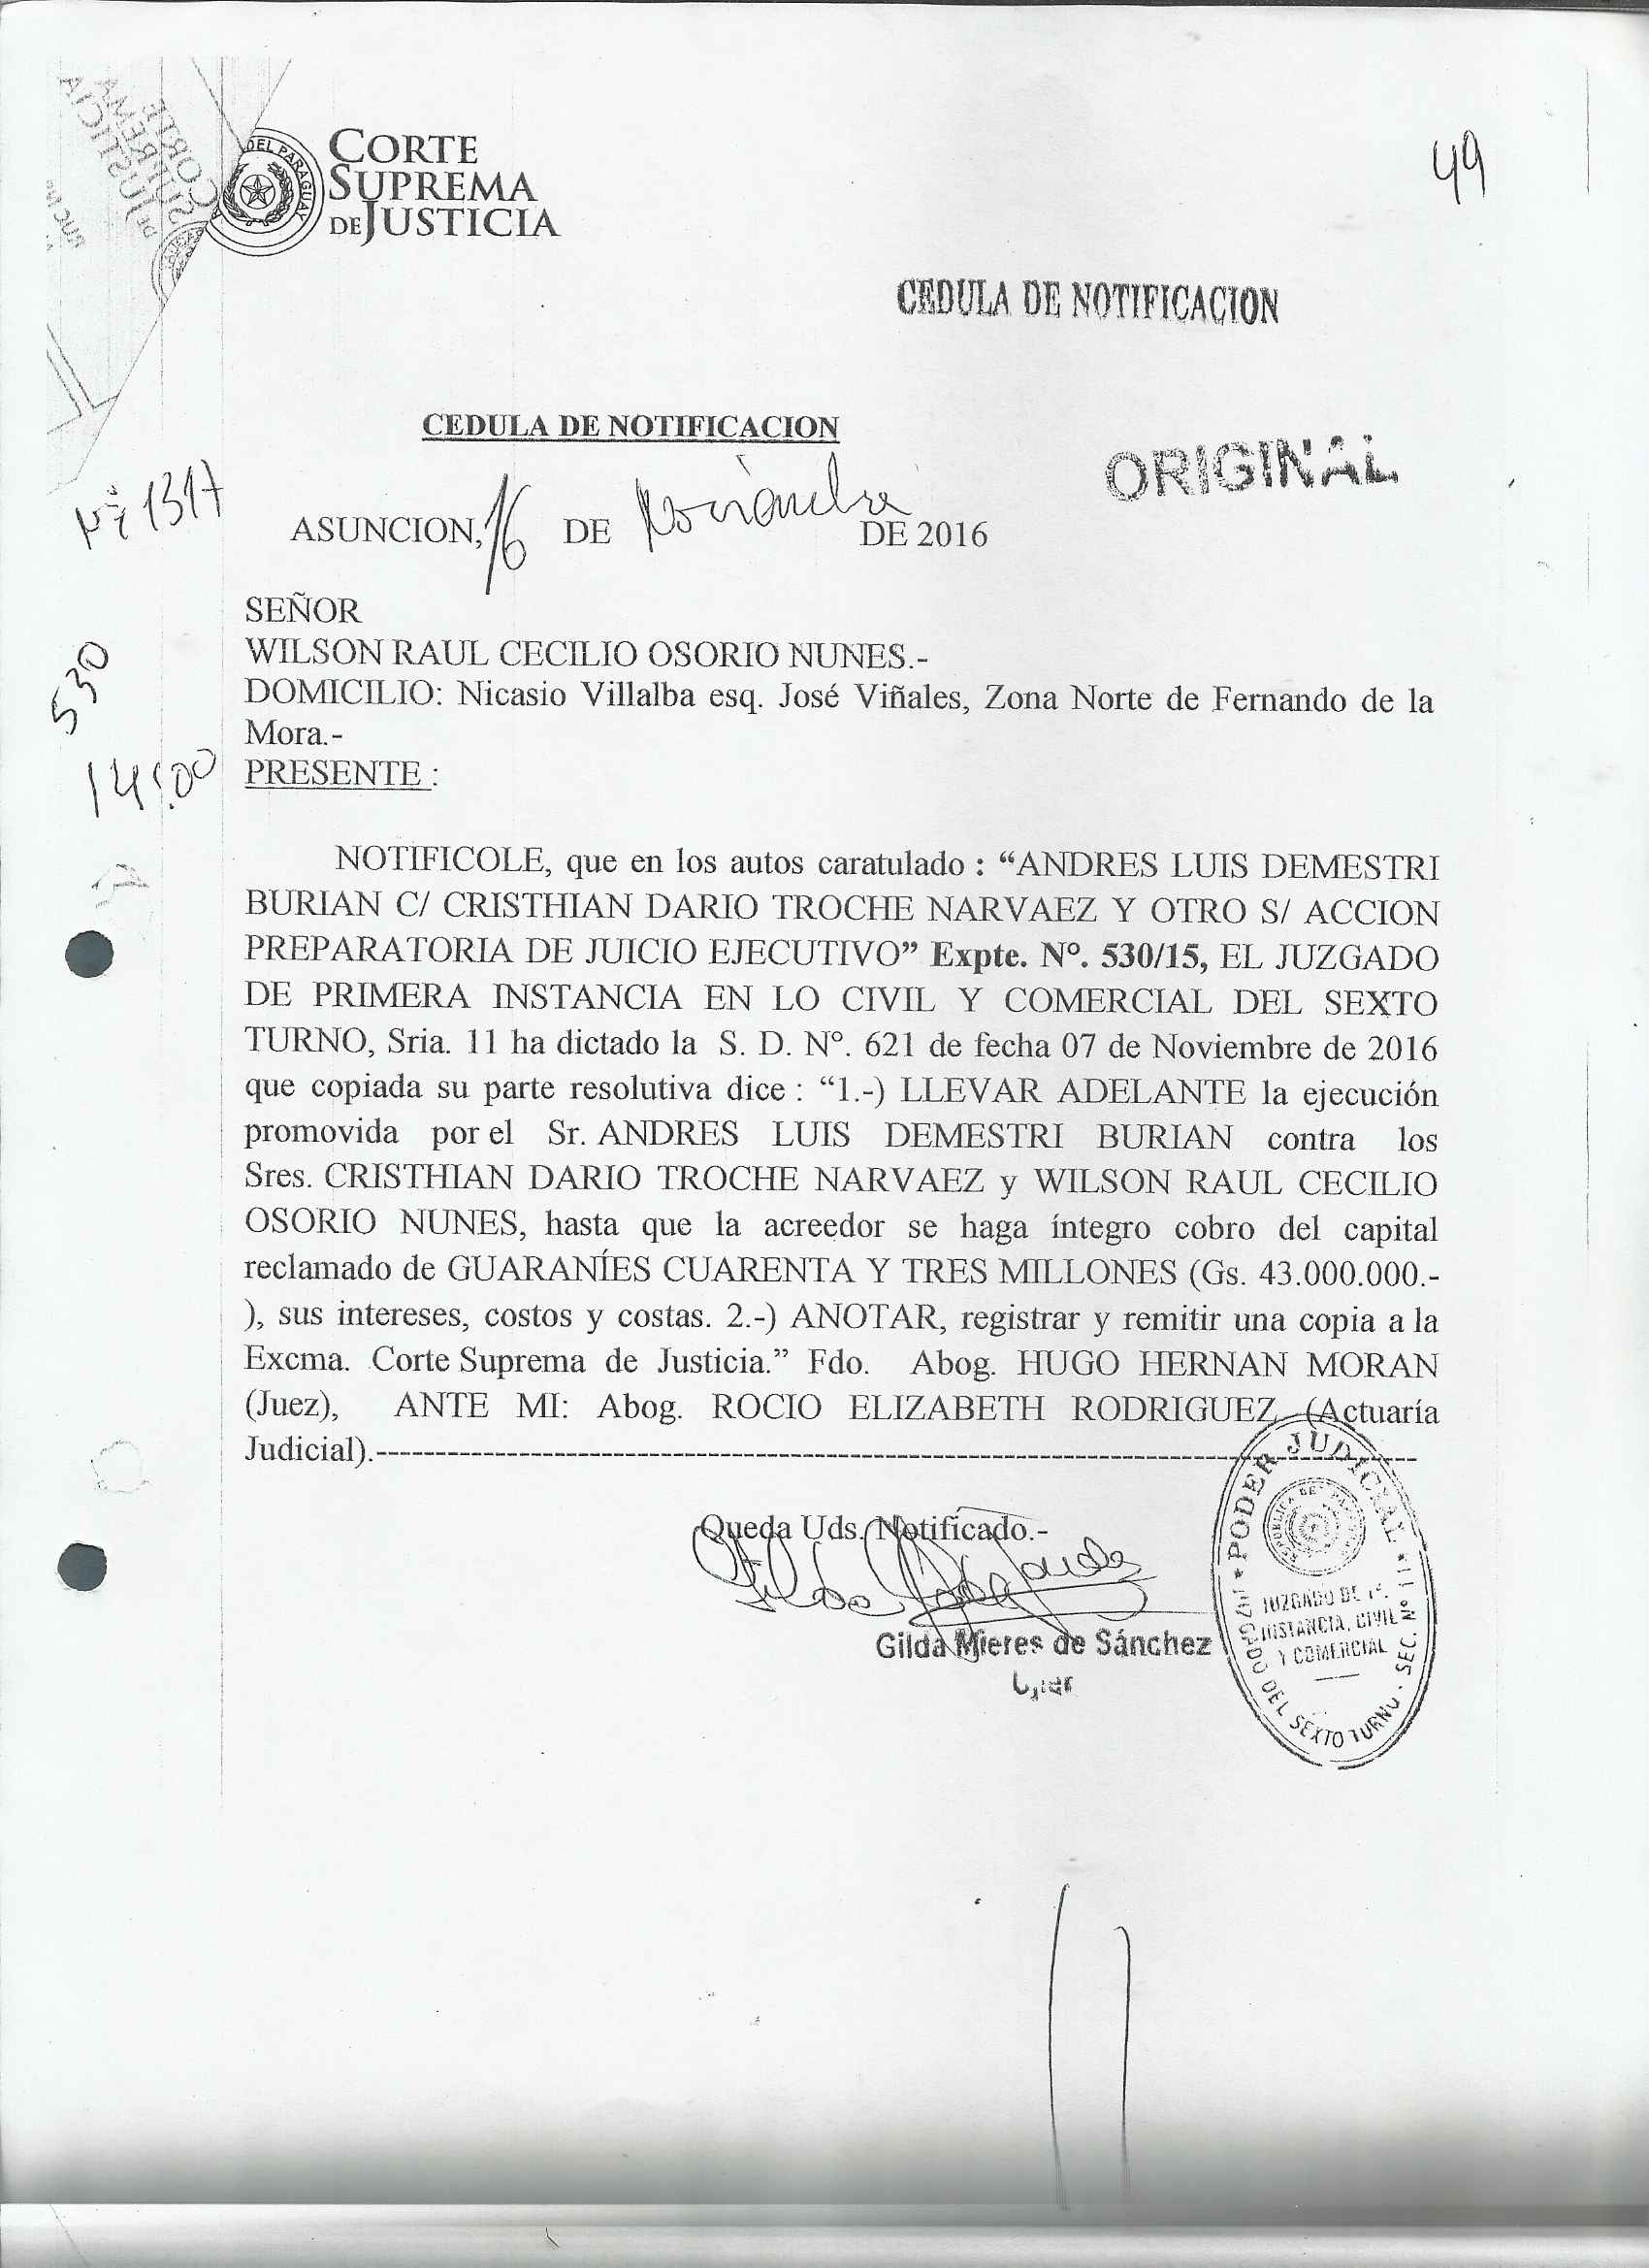 DEL PARAGUAY
CORTE
SUPREMA
DE JUSTICIA
49
CEDULA DE NOTIFICACION
CEDULA DE NOTIFICACION
ORIGINAL
Nº 1317
ASUNCION, 16 DE Noviembre DE 2016
SEÑOR
530
WILSON RAUL CECILIO OSORIO NUNES.-
DOMICILIO: Nicasio Villalba esq. José Viñales, Zona Norte de Fernando de la
Mora.-
14:00
PRESENTE :
NOTIFICOLE, que en los autos caratulado : “ANDRES LUIS DEMESTRI
BURIAN C/ CRISTHIAN DARIO TROCHE NARVAEZ Y OTRO S/ ACCION
PREPARATORIA DE JUICIO EJECUTIVO” Expte. N°. 530/15, EL JUZGADO
DE PRIMERA INSTANCIA EN LO CIVIL Y COMERCIAL DEL SEXTO
TURNO, Sria. 11 ha dictado la S. D. N°. 621 de fecha 07 de Noviembre de 2016
que copiada su parte resolutiva dice : “1.-) LLEVAR ADELANTE la ejecución
promovida por el Sr. ANDRES LUIS DEMESTRI BURIAN contra los
Sres. CRISTHIAN DARIO TROCHE NARVAEZ y WILSON RAUL CECILIO
OSORIO NUNES, hasta que la acreedor se haga íntegro cobro del capital
reclamado de GUARANÍES CUARENTA Y TRES MILLONES (Gs. 43.000.000.-
), sus intereses, costos y costas. 2.-) ANOTAR, registrar y remitir una copia a la
Excma. Corte Suprema de Justicia.” Fdo. Abog. HUGO HERNAN MORAN
(Juez), ANTE MI: Abog. ROCIO ELIZABETH RODRIGUEZ (Actuaría
Judicial).-----------------------------------------------------------------------------------------
Queda Uds. Notificado.-
Gilda Mieres de Sánchez
Ujier
PODER JUDICIAL
JUZGADO DE 1ª.
INSTANCIA, CIVIL
Y COMERCIAL
JUZGADO DEL SEXTO TURNO - SEC. Nº 11